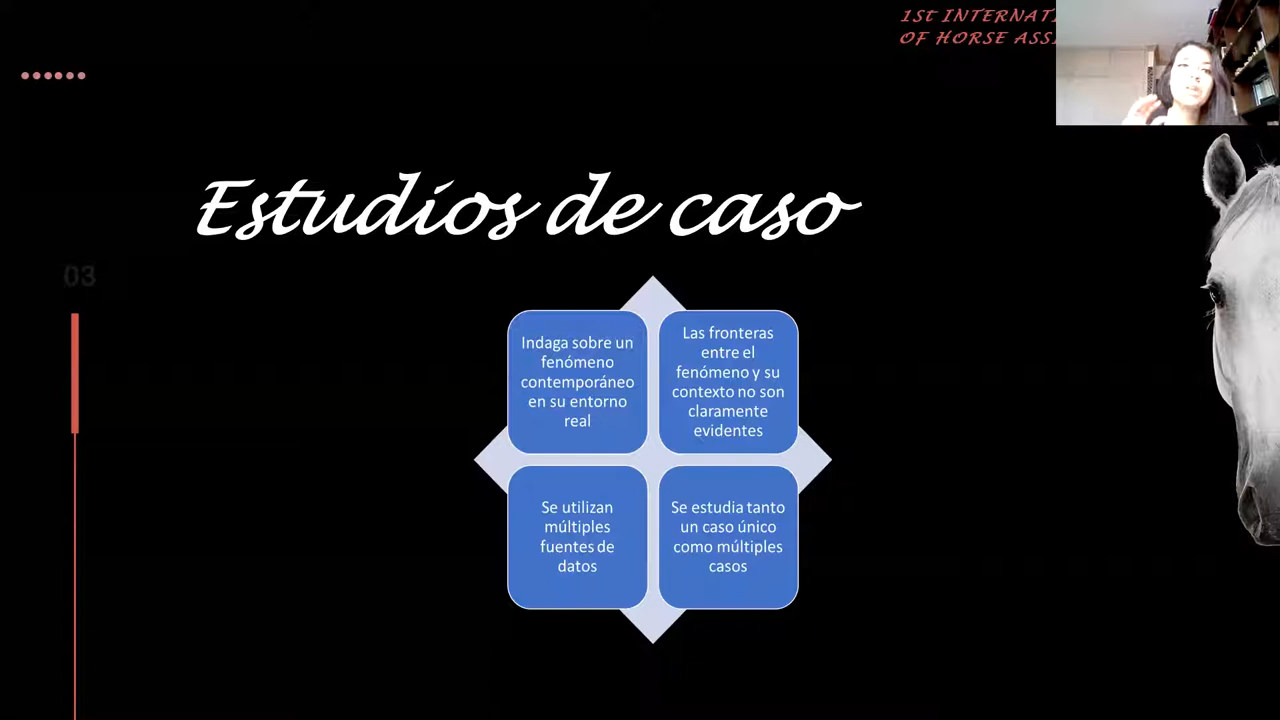 1St INTERNATI
OF HORSE ASSI
Estudios de caso
03
Indaga sobre un
fenómeno
contemporáneo
en su entorno
real
Las fronteras
entre el
fenómeno y su
contexto no son
claramente
evidentes
Se utilizan
múltiples
fuentes de
datos
Se estudia tanto
un caso único
como múltiples
casos